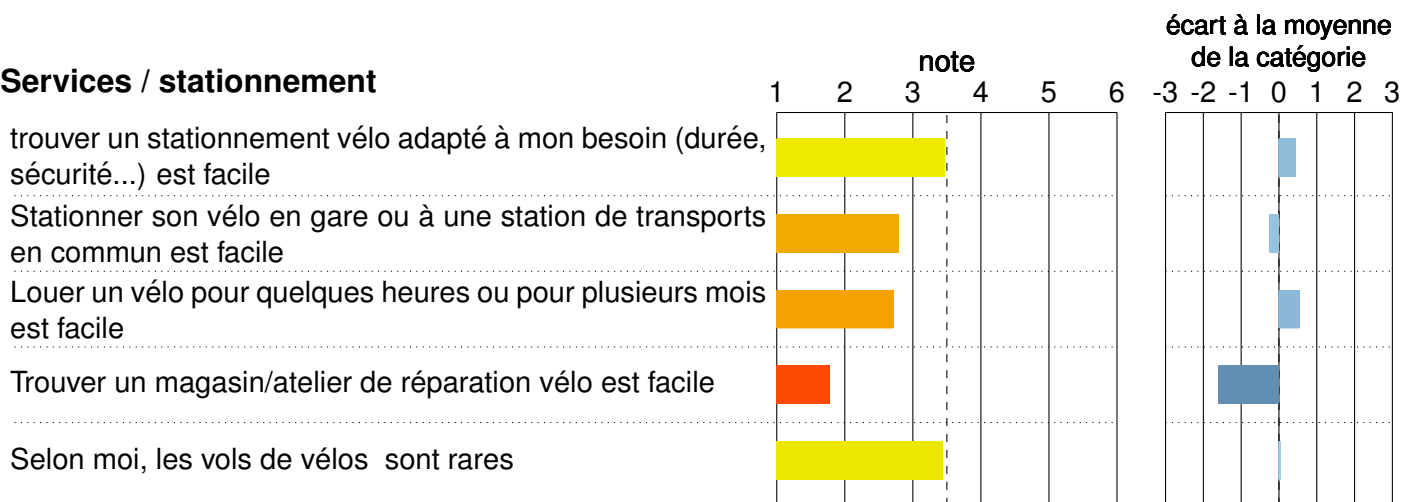 écart à la moyenne
note de la catégorie
Services / stationnement
1 2 3 4 5 6 -3 -2 -1 0 1 2 3
trouver un stationnement vélo adapté à mon besoin (durée,
sécurité...) est facile
Stationner son vélo en gare ou à une station de transports
en commun est facile
Louer un vélo pour quelques heures ou pour plusieurs mois
est facile
Trouver un magasin/atelier de réparation vélo est facile
Selon moi, les vols de vélos sont rares